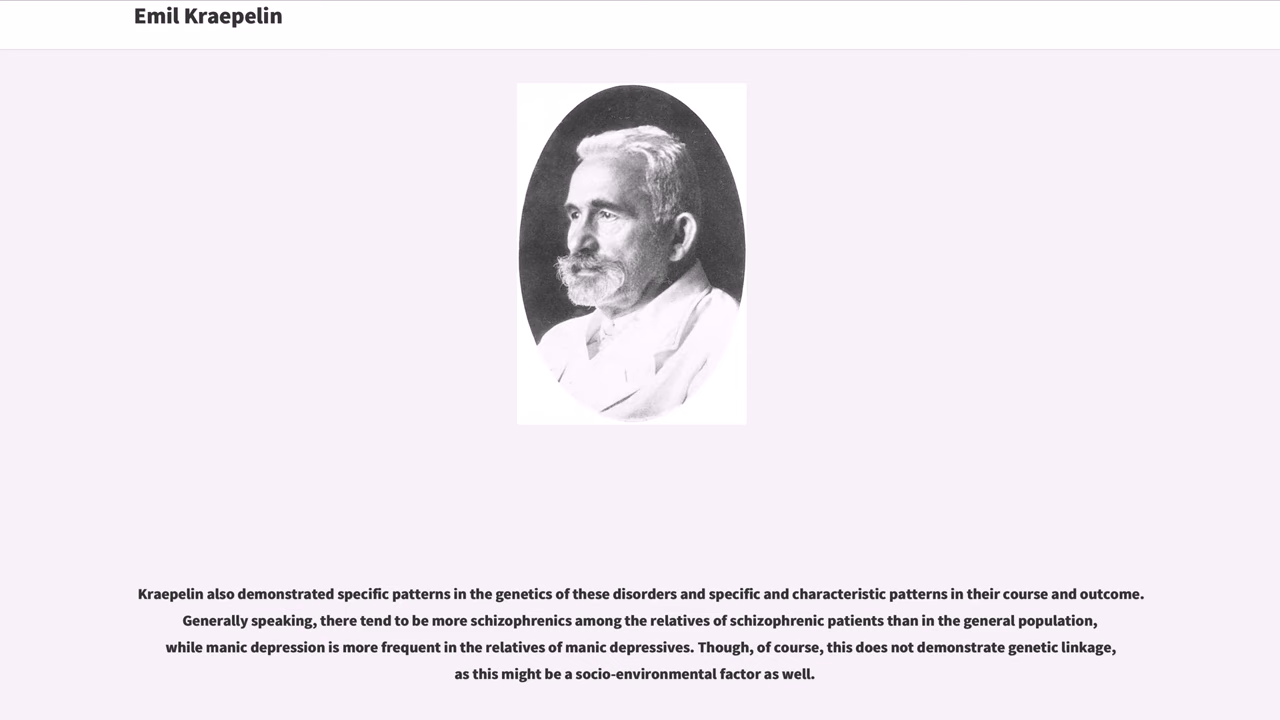 Emil Kraepelin
Kraepelin also demonstrated specific patterns in the genetics of these disorders and specific and characteristic patterns in their course and outcome.
Generally speaking, there tend to be more schizophrenics among the relatives of schizophrenic patients than in the general population,
while manic depression is more frequent in the relatives of manic depressives. Though, of course, this does not demonstrate genetic linkage,
as this might be a socio-environmental factor as well.